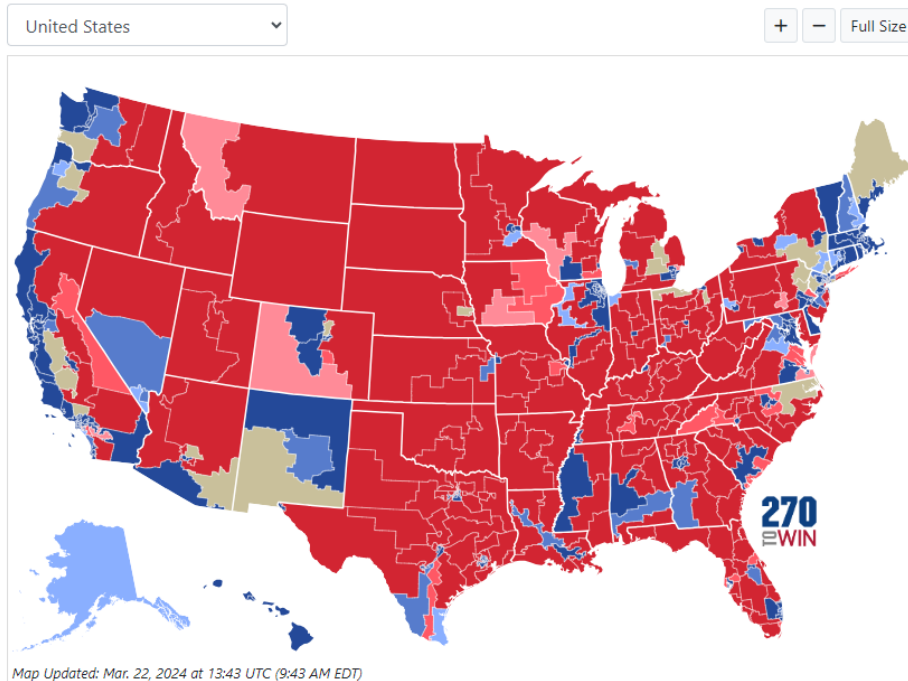 United States
+
−
Full Size
270
TO WIN
Map Updated: Mar. 22, 2024 at 13:43 UTC (9:43 AM EDT)